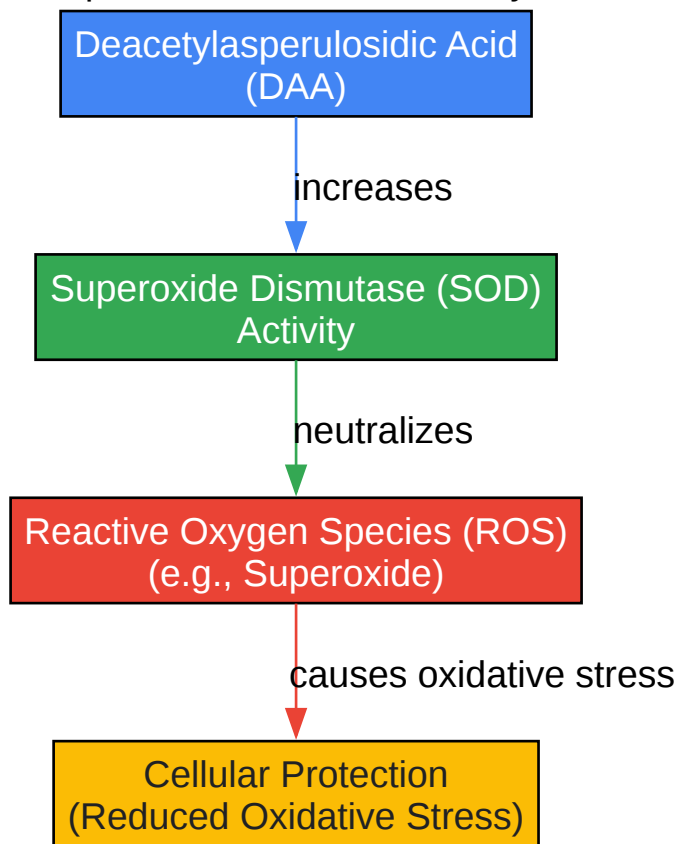 Deacetylasperulosidic Acid
(DAA)
increases
Superoxide Dismutase (SOD)
Activity
neutralizes
Reactive Oxygen Species (ROS)
(e.g., Superoxide)
causes oxidative stress
Cellular Protection
(Reduced Oxidative Stress)